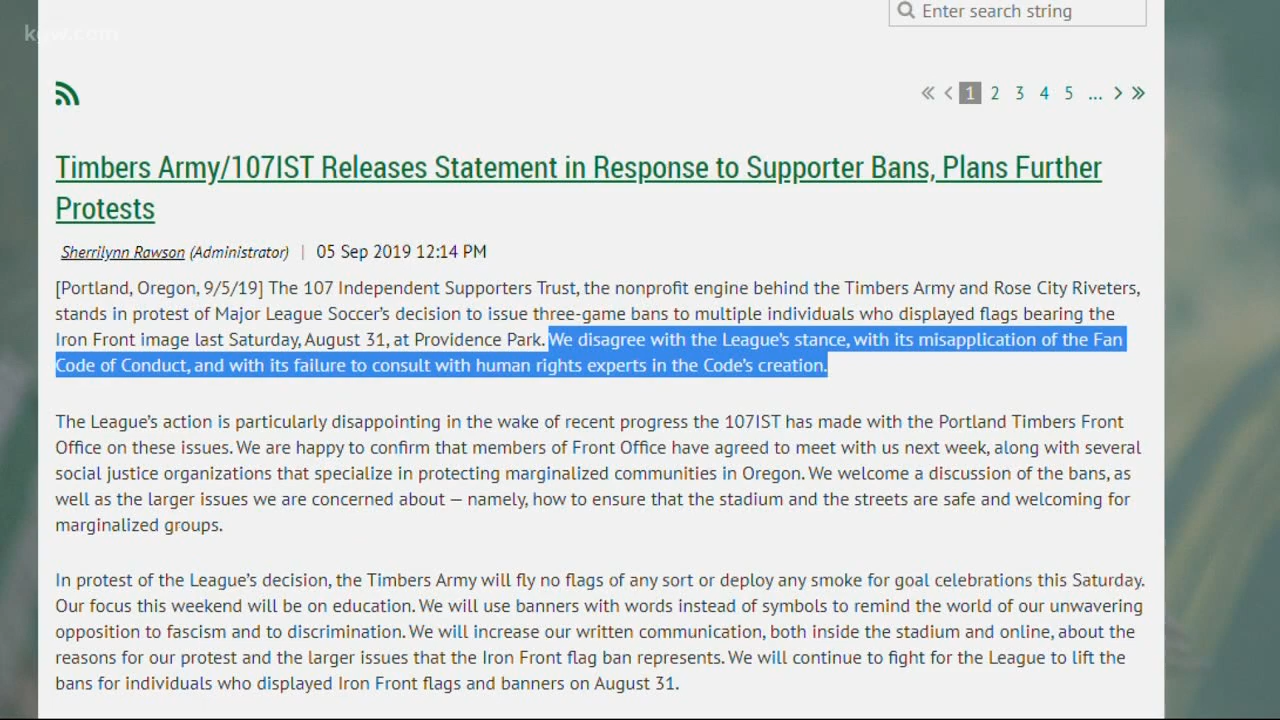 kgw.com
Enter search string
« < 1 2 3 4 5 ... > »
Timbers Army/107IST Releases Statement in Response to Supporter Bans, Plans Further
Protests
Sherrilynn Rawson (Administrator) | 05 Sep 2019 12:14 PM
[Portland, Oregon, 9/5/19] The 107 Independent Supporters Trust, the nonprofit engine behind the Timbers Army and Rose City Riveters,
stands in protest of Major League Soccer's decision to issue three-game bans to multiple individuals who displayed flags bearing the
Iron Front image last Saturday, August 31, at Providence Park. We disagree with the League's stance, with its misapplication of the Fan
Code of Conduct, and with its failure to consult with human rights experts in the Code's creation.
The League's action is particularly disappointing in the wake of recent progress the 107IST has made with the Portland Timbers Front
Office on these issues. We are happy to confirm that members of Front Office have agreed to meet with us next week, along with several
social justice organizations that specialize in protecting marginalized communities in Oregon. We welcome a discussion of the bans, as
well as the larger issues we are concerned about — namely, how to ensure that the stadium and the streets are safe and welcoming for
marginalized groups.
In protest of the League's decision, the Timbers Army will fly no flags of any sort or deploy any smoke for goal celebrations this Saturday.
Our focus this weekend will be on education. We will use banners with words instead of symbols to remind the world of our unwavering
opposition to fascism and to discrimination. We will increase our written communication, both inside the stadium and online, about the
reasons for our protest and the larger issues that the Iron Front flag ban represents. We will continue to fight for the League to lift the
bans for individuals who displayed Iron Front flags and banners on August 31.